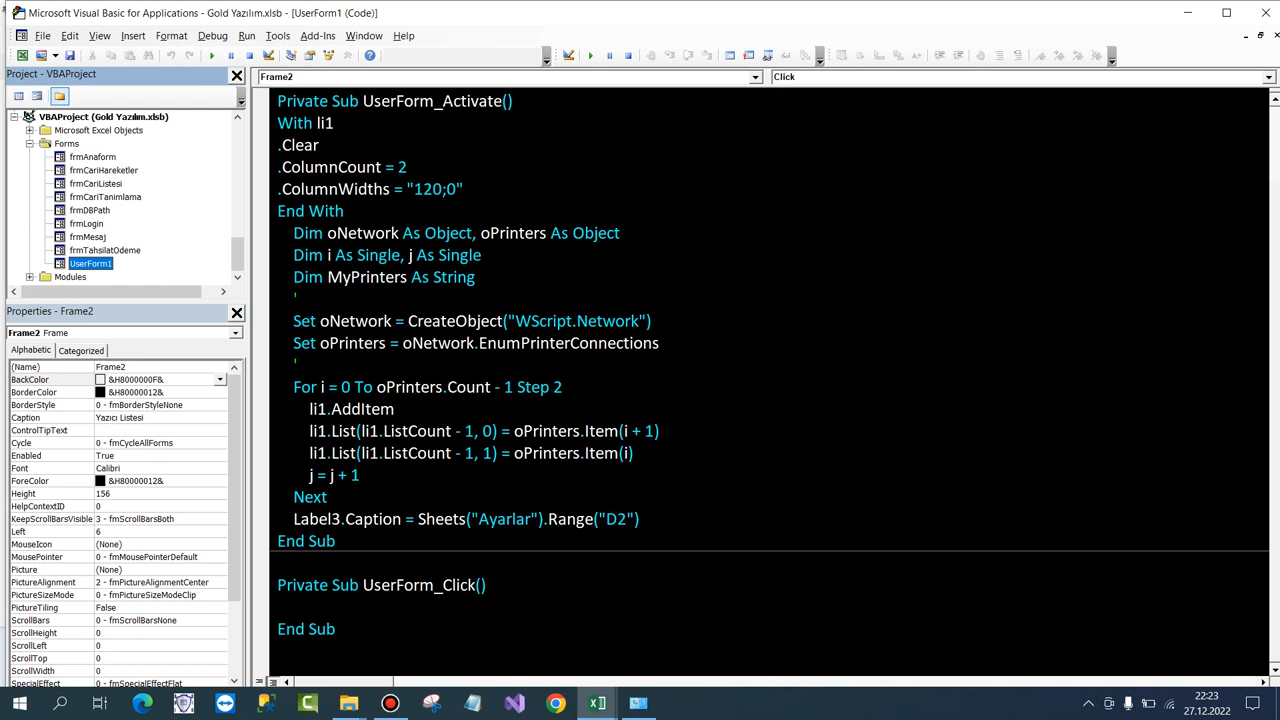 Microsoft Visual Basic for Applications - Gold Yazılım.xlsb - [UserForm1 (Code)]
File Edit View Insert Format Debug Run Tools Add-Ins Window Help
Project - VBAProject
VBAProject (Gold Yazılım.xlsb)
Microsoft Excel Objects
Forms
frmAnaform
frmCariHareketler
frmCariListesi
frmCariTanimlama
frmDBPath
frmLogin
frmMesaj
frmTahsilatOdeme
UserForm1
Modules
Properties - Frame2
Frame2 Frame
Alphabetic Categorized
(Name) Frame2
BackColor &H8000000F&
BorderColor &H80000012&
BorderStyle 0 - fmBorderStyleNone
Caption Yazıcı Listesi
ControlTipText
Cycle 0 - fmCycleAllForms
Enabled True
Font Calibri
ForeColor &H80000012&
Height 156
HelpContextID 0
KeepScrollBarsVisible 3 - fmScrollBarsBoth
Left 6
MouseIcon (None)
MousePointer 0 - fmMousePointerDefault
Picture (None)
PictureAlignment 2 - fmPictureAlignmentCenter
PictureSizeMode 0 - fmPictureSizeModeClip
PictureTiling False
ScrollBars 0 - fmScrollBarsNone
ScrollHeight 0
ScrollLeft 0
ScrollTop 0
ScrollWidth 0
SpecialEffect 0 - fmSpecialEffectFlat
Frame2 Click
Private Sub UserForm_Activate()
With li1
.Clear
.ColumnCount = 2
.ColumnWidths = "120;0"
End With
Dim oNetwork As Object, oPrinters As Object
Dim i As Single, j As Single
Dim MyPrinters As String
'
Set oNetwork = CreateObject("WScript.Network")
Set oPrinters = oNetwork.EnumPrinterConnections
'
For i = 0 To oPrinters.Count - 1 Step 2
li1.AddItem
li1.List(li1.ListCount - 1, 0) = oPrinters.Item(i + 1)
li1.List(li1.ListCount - 1, 1) = oPrinters.Item(i)
j = j + 1
Next
Label3.Caption = Sheets("Ayarlar").Range("D2")
End Sub
Private Sub UserForm_Click()
End Sub
22:23
27.12.2022